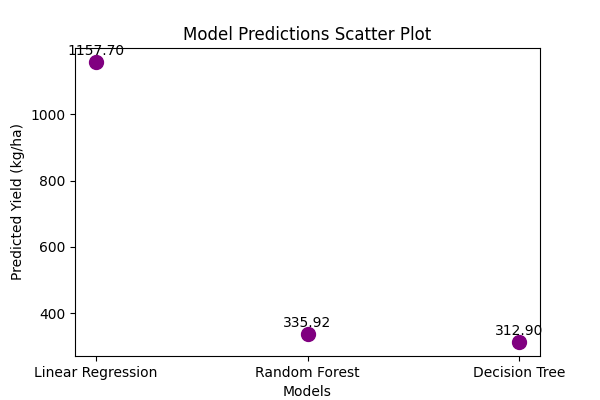 Model Predictions Scatter Plot
1157.70
1000
800
600
400
335.92
312.90
Predicted Yield (kg/ha)
Linear Regression
Random Forest
Decision Tree
Models